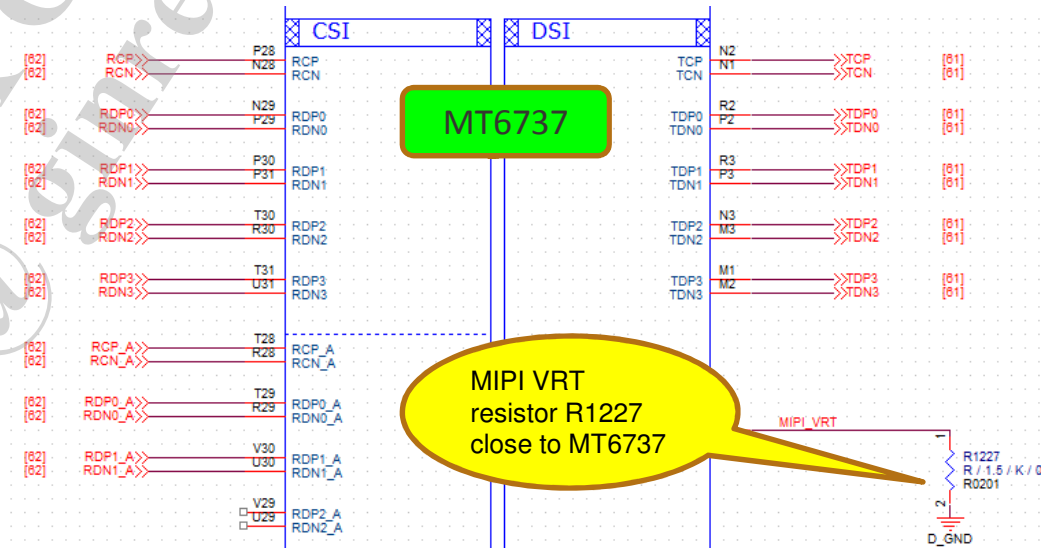 CSI
DSI
MT6737
[62] RCP P28 RCP
[62] RCN N28 RCN
[62] RDP0 N29 RDP0
[62] RDN0 P29 RDN0
[62] RDP1 P30 RDP1
[62] RDN1 P31 RDN1
[62] RDP2 T30 RDP2
[62] RDN2 R30 RDN2
[62] RDP3 T31 RDP3
[62] RDN3 U31 RDN3
[62] RCP_A T28 RCP_A
[62] RCN_A R28 RCN_A
[62] RDP0_A T29 RDP0_A
[62] RDN0_A R29 RDN0_A
[62] RDP1_A V30 RDP1_A
[62] RDN1_A U30 RDN1_A
V29 RDP2_A
U29 RDN2_A
TCP N2 TCP [61]
TCN N1 TCN [61]
TDP0 R2 TDP0 [61]
TDN0 P2 TDN0 [61]
TDP1 R3 TDP1 [61]
TDN1 P3 TDN1 [61]
TDP2 N3 TDP2 [61]
TDN2 M3 TDN2 [61]
TDP3 M1 TDP3 [61]
TDN3 M2 TDN3 [61]
MIPI VRT
resistor R1227
close to MT6737
MIPI_VRT
1
R1227
R / 1.5 / K / 0
R0201
2
D_GND